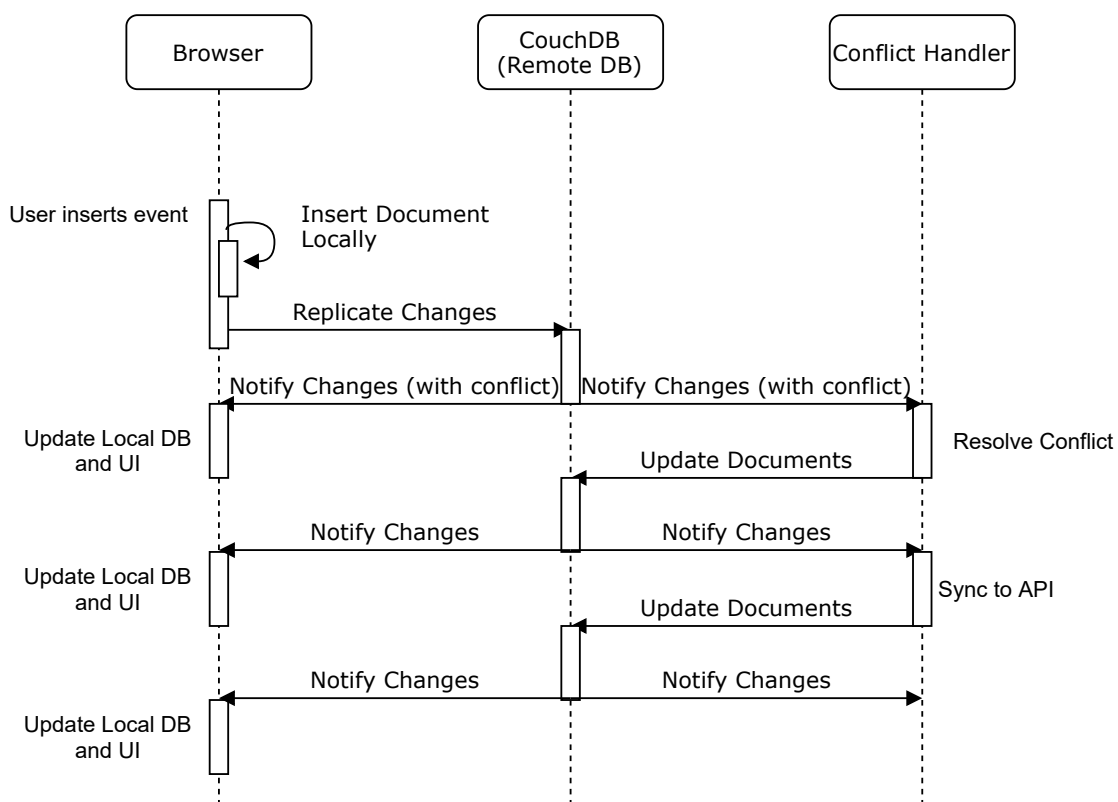 Browser
CouchDB
(Remote DB)
Conflict Handler
User inserts event
Insert Document
Locally
Replicate Changes
Notify Changes (with conflict)
Notify Changes (with conflict)
Update Local DB
and UI
Resolve Conflict
Update Documents
Notify Changes
Notify Changes
Update Local DB
and UI
Sync to API
Update Documents
Notify Changes
Notify Changes
Update Local DB
and UI